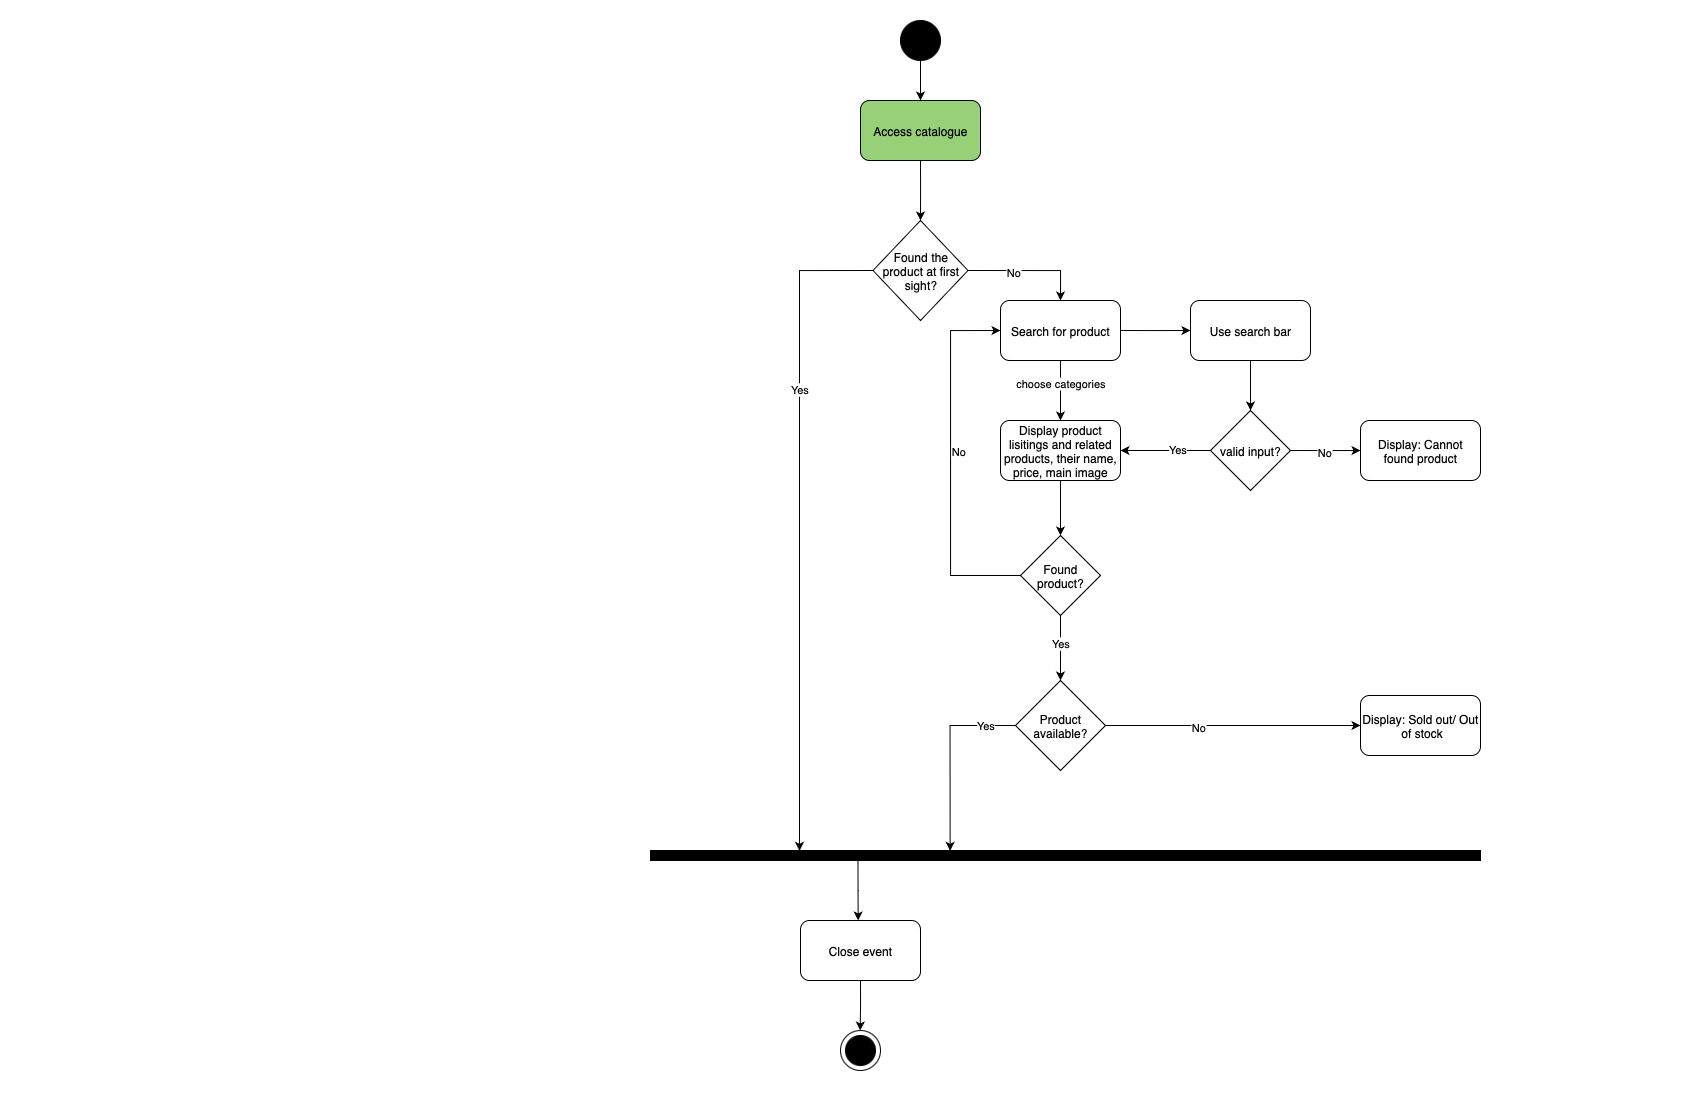 Access catalogue
Found the
product at first
sight?
No
Search for product
Use search bar
Yes
choose categories
Display product
lisitings and related
products, their name,
price, main image
Yes
valid input?
No
Display: Cannot
found product
No
Found
product?
Yes
Product
available?
Yes
No
Display: Sold out/ Out
of stock
Close event